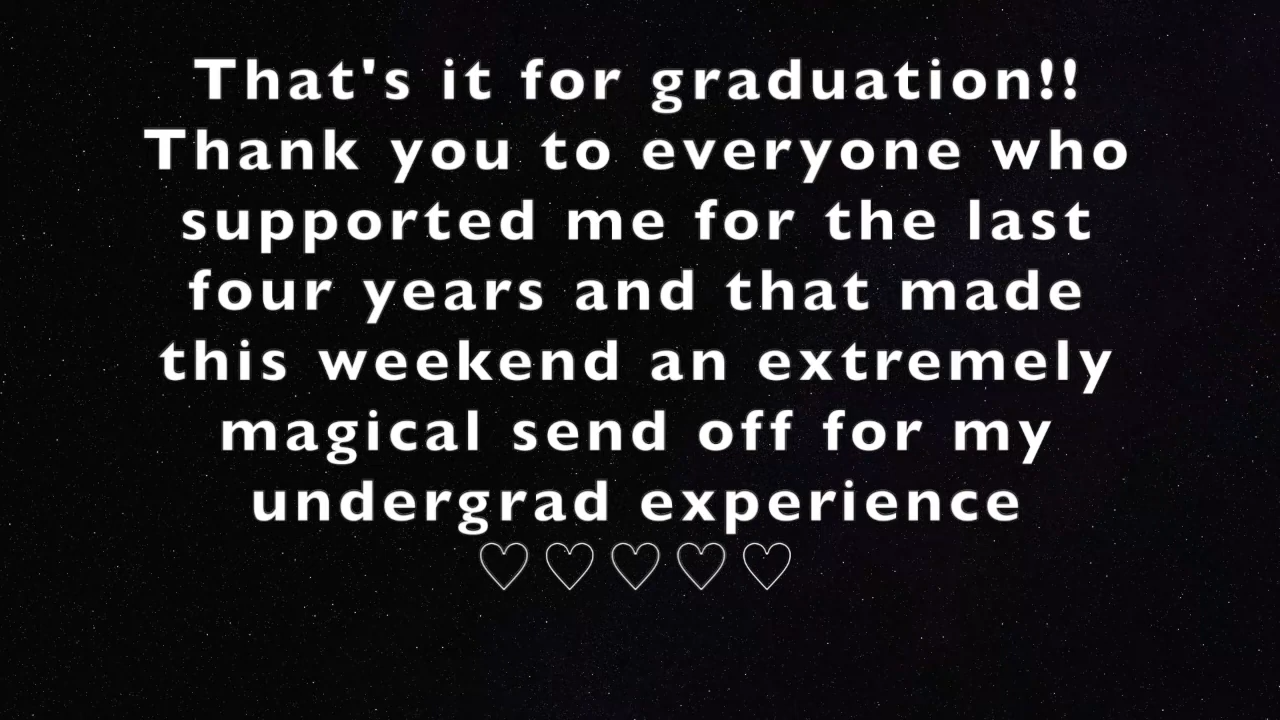 That's it for graduation!!
Thank you to everyone who
supported me for the last
four years and that made
this weekend an extremely
magical send off for my
undergrad experience
♡♡♡♡♡